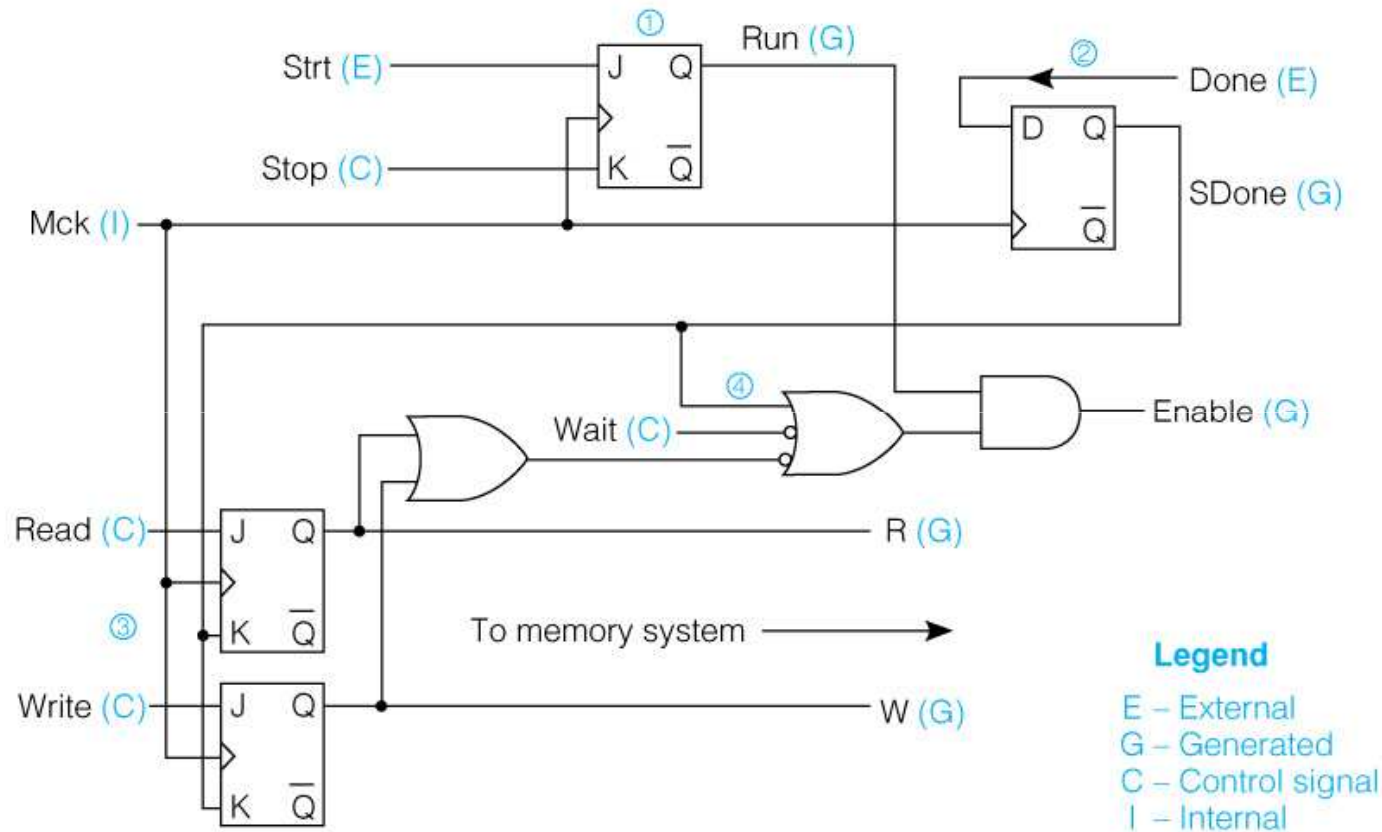 ①
Run (G)
Strt (E)
J Q
②
Done (E)
D Q
Stop (C)
K Q̅
SDone (G)
Mck (I)
Q̅
④
Wait (C)
Enable (G)
Read (C)
J Q
R (G)
③
K Q̅
To memory system
Legend
Write (C)
J Q
W (G)
E – External
G – Generated
C – Control signal
K Q̅
I – Internal